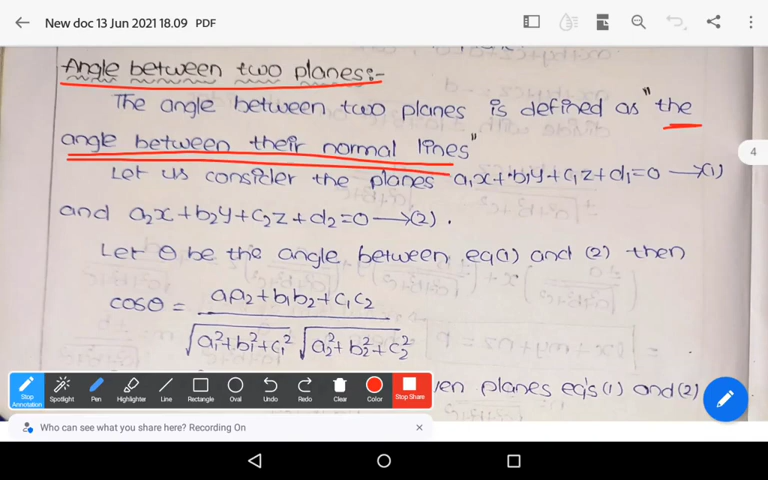 New doc 13 Jun 2021 18.09 PDF
Angle between two planes:-
The angle between two planes is defined as "the
angle between their normal lines"
Let us consider the planes a₁x+b₁y+c₁z+d₁=0 →(1)
and a₂x+b₂y+c₂z+d₂=0 →(2).
Let θ be the angle between eq(1) and (2) then
cosθ = a₁a₂+b₁b₂+c₁c₂ / √a₁²+b₁²+c₁² √a₂²+b₂²+c₂²
ven planes eq's (1) and (2)
4
Stop Annotation Spotlight Pen Highlighter Line Rectangle Oval Undo Redo Clear Color Stop Share
Who can see what you share here? Recording On